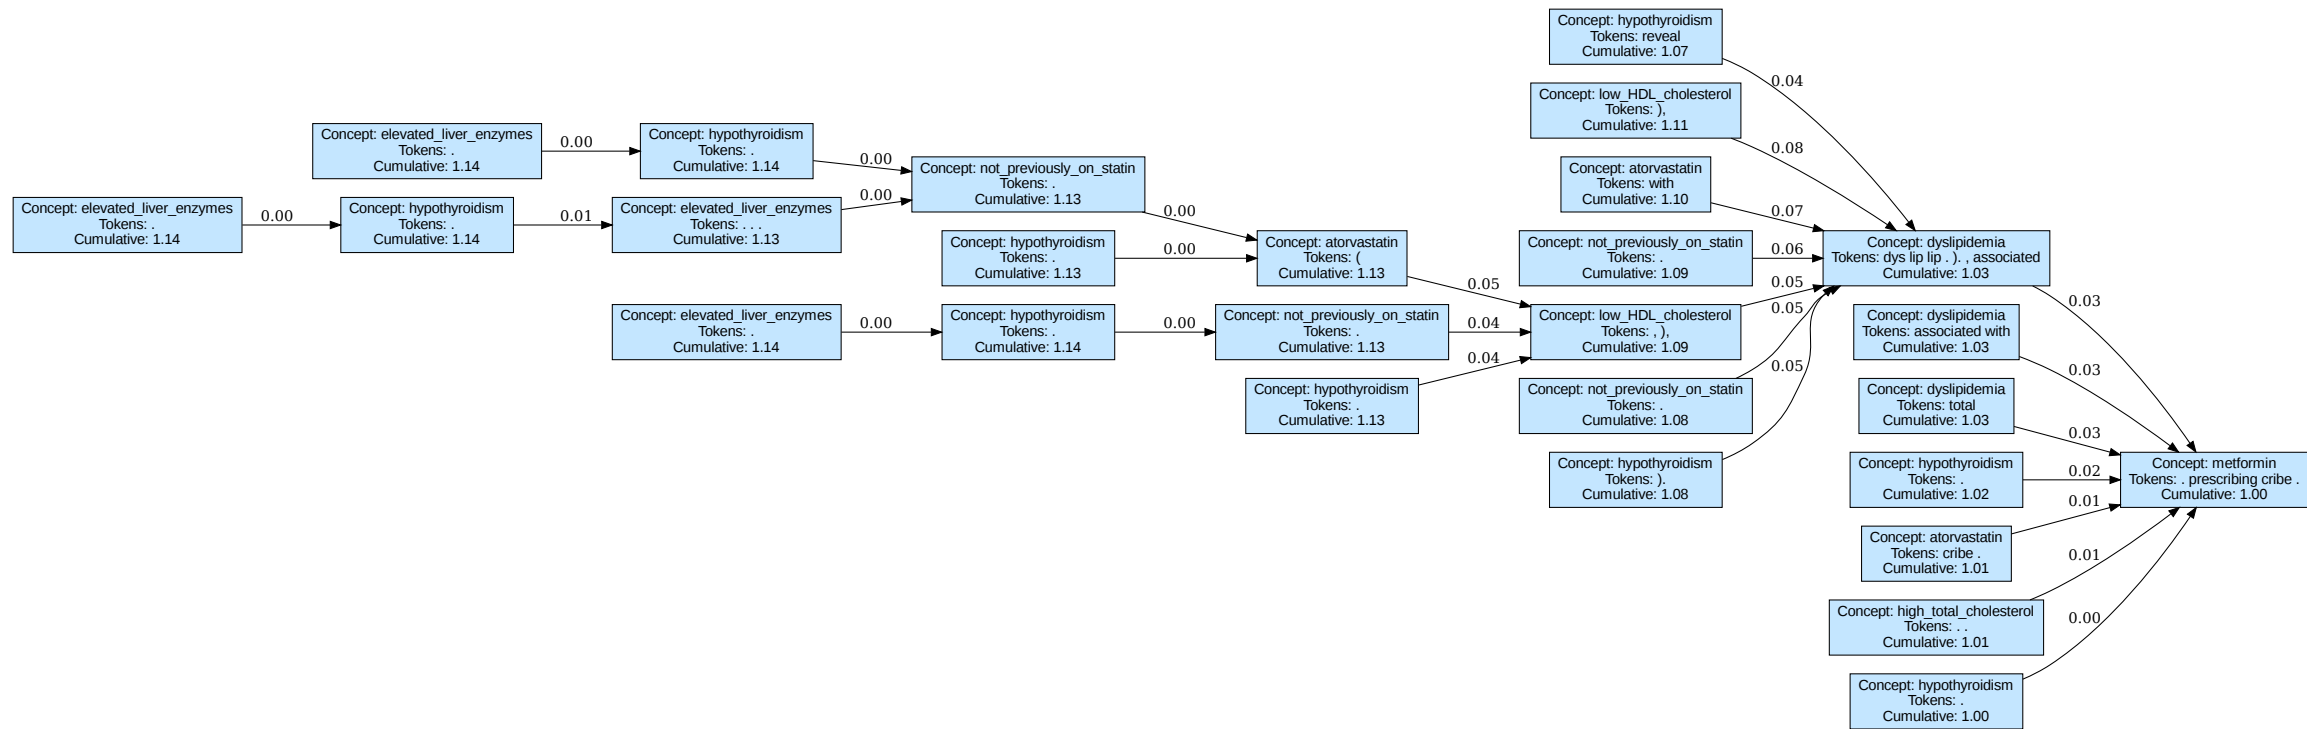 Concept: hypothyroidism
Tokens: reveal
Cumulative: 1.07
0.04
Concept: low_HDL_cholesterol
Tokens: ),
Cumulative: 1.11
0.08
Concept: elevated_liver_enzymes
Tokens: .
Cumulative: 1.14
0.00
Concept: hypothyroidism
Tokens: .
Cumulative: 1.14
0.00
Concept: not_previously_on_statin
Tokens: .
Cumulative: 1.13
0.00
Concept: atorvastatin
Tokens: with
Cumulative: 1.10
0.07
Concept: elevated_liver_enzymes
Tokens: .
Cumulative: 1.14
0.00
Concept: hypothyroidism
Tokens: .
Cumulative: 1.14
0.01
Concept: elevated_liver_enzymes
Tokens: . . .
Cumulative: 1.13
0.00
Concept: hypothyroidism
Tokens: .
Cumulative: 1.13
0.00
Concept: atorvastatin
Tokens: (
Cumulative: 1.13
0.05
Concept: not_previously_on_statin
Tokens: .
Cumulative: 1.09
0.06
Concept: dyslipidemia
Tokens: dys lip lip . ). , associated
Cumulative: 1.03
0.03
Concept: elevated_liver_enzymes
Tokens: .
Cumulative: 1.14
0.00
Concept: hypothyroidism
Tokens: .
Cumulative: 1.14
0.00
Concept: not_previously_on_statin
Tokens: .
Cumulative: 1.13
0.04
Concept: low_HDL_cholesterol
Tokens: , ),
Cumulative: 1.09
0.05
Concept: dyslipidemia
Tokens: associated with
Cumulative: 1.03
0.03
Concept: hypothyroidism
Tokens: .
Cumulative: 1.13
0.04
Concept: not_previously_on_statin
Tokens: .
Cumulative: 1.08
0.05
Concept: dyslipidemia
Tokens: total
Cumulative: 1.03
0.03
Concept: hypothyroidism
Tokens: ).
Cumulative: 1.08
0.05
Concept: hypothyroidism
Tokens: .
Cumulative: 1.02
0.02
Concept: metformin
Tokens: . prescribing cribe .
Cumulative: 1.00
Concept: atorvastatin
Tokens: cribe .
Cumulative: 1.01
0.01
Concept: high_total_cholesterol
Tokens: . .
Cumulative: 1.01
0.01
Concept: hypothyroidism
Tokens: .
Cumulative: 1.00
0.00